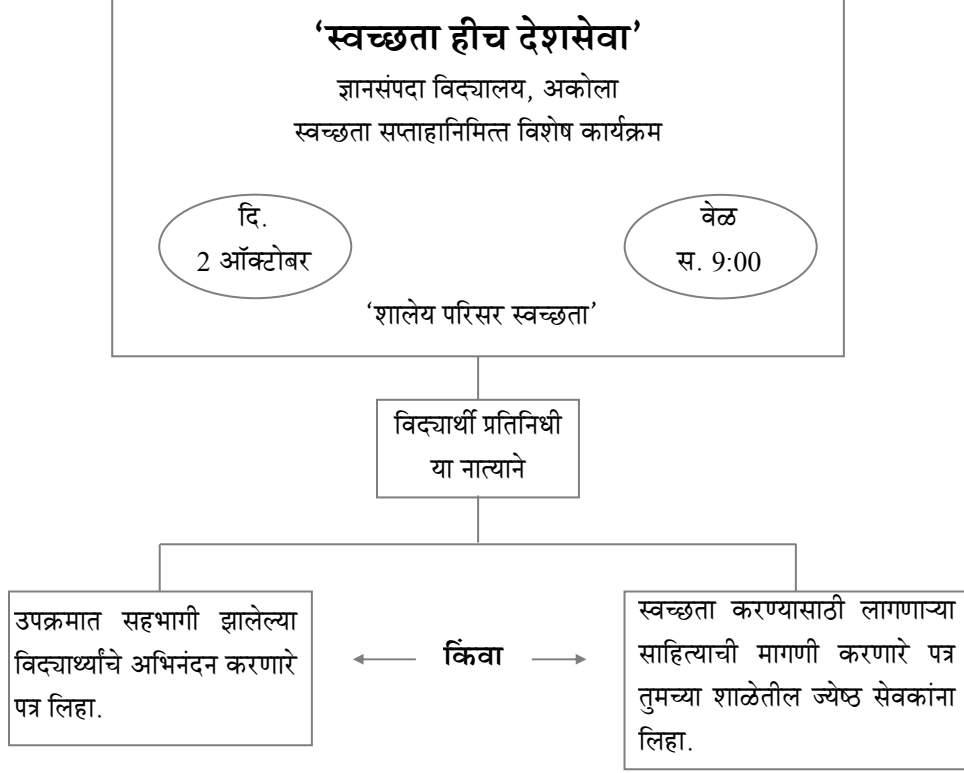 ‘स्वच्छता हीच देशसेवा’
ज्ञानसंपदा विद्यालय, अकोला
स्वच्छता सप्ताहानिमित्त विशेष कार्यक्रम
दि.
2 ऑक्टोबर
वेळ
स. 9:00
‘शालेय परिसर स्वच्छता’
विद्यार्थी प्रतिनिधी
या नात्याने
उपक्रमात सहभागी झालेल्या
विद्यार्थ्यांचे अभिनंदन करणारे
पत्र लिहा.
किंवा
स्वच्छता करण्यासाठी लागणाऱ्या
साहित्याची मागणी करणारे पत्र
तुमच्या शाळेतील ज्येष्ठ सेवकांना
लिहा.